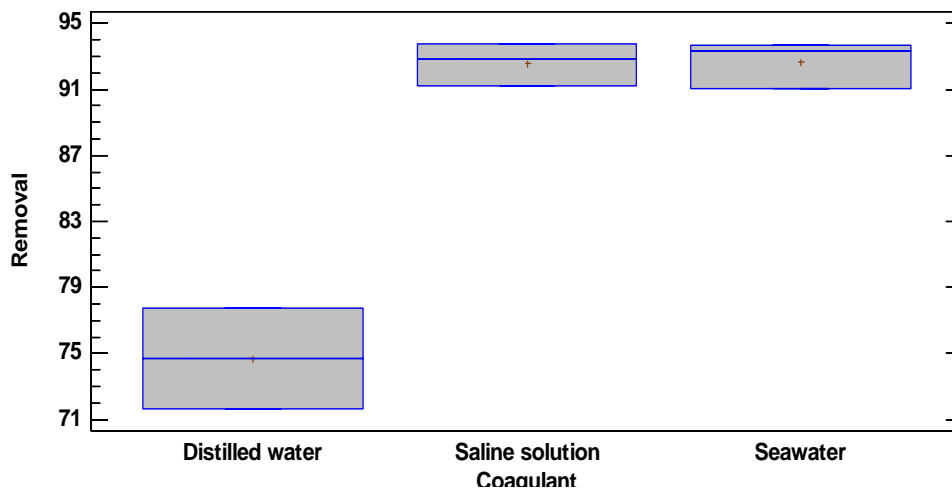 95
91
87
83
79
75
71
Removal
Distilled water
Saline solution
Seawater
Coagulant